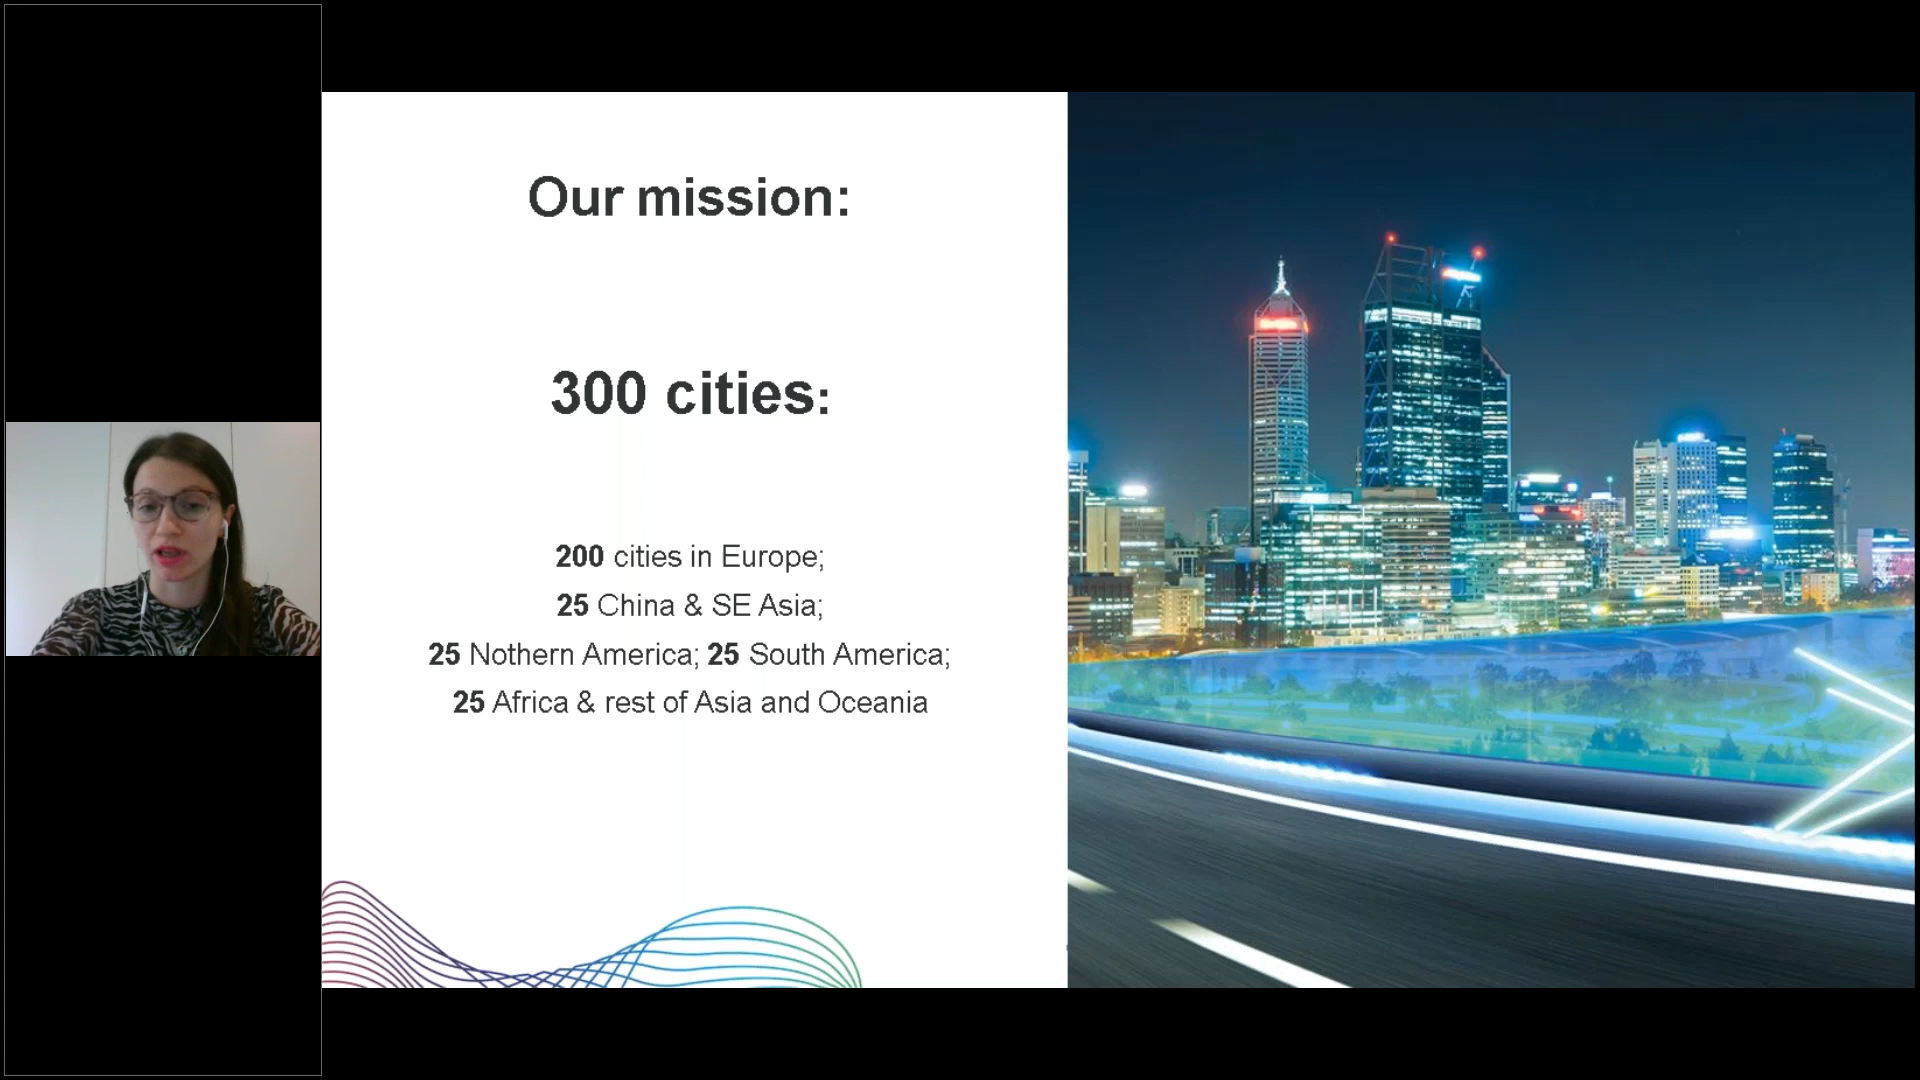 Our mission:
300 cities:
200 cities in Europe;
25 China & SE Asia;
25 Nothern America; 25 South America;
25 Africa & rest of Asia and Oceania